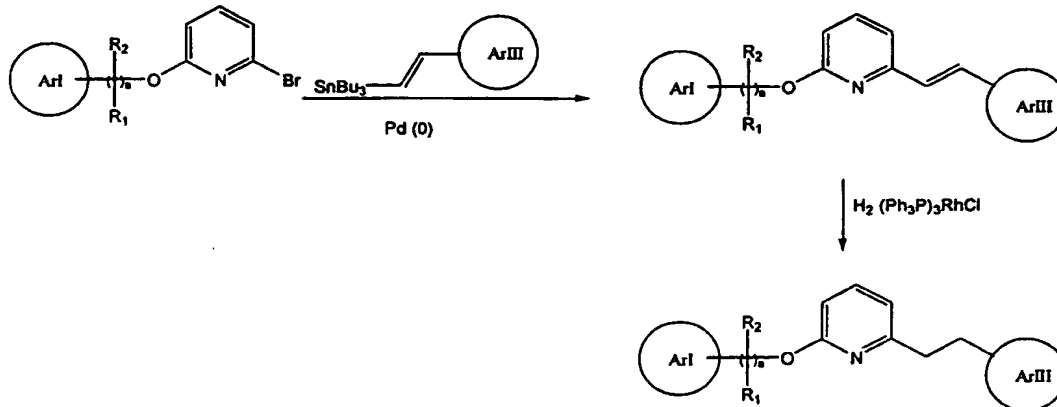 ArI ( )n R2 R1 O N Br
SnBu3 ArIII
Pd (0)
ArI ( )n R2 R1 O N ArIII
H2 (Ph3P)3RhCl
ArI ( )n R2 R1 O N ArIII